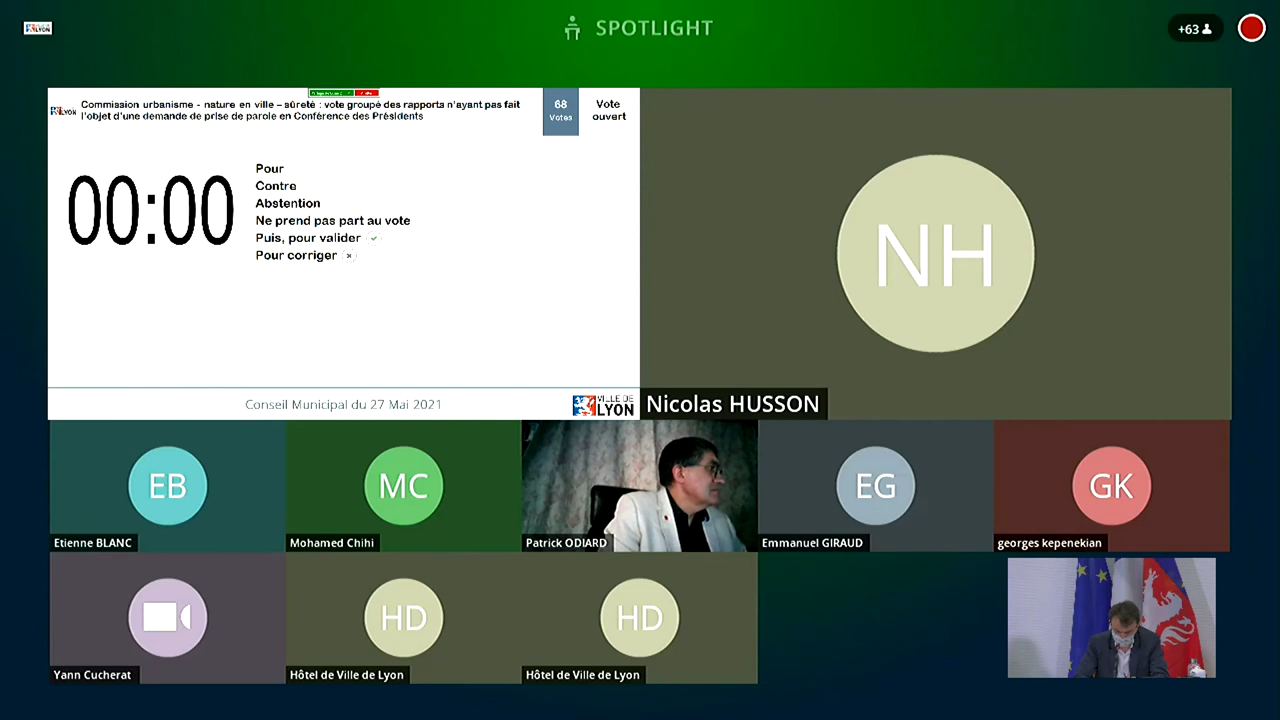 LYON
SPOTLIGHT
+63
LYON
Commission urbanisme - nature en ville – sûreté : vote groupé des rapports n'ayant pas fait
l'objet d'une demande de prise de parole en Conférence des Présidents
68
Votes
Vote
ouvert
00:00
Pour
Contre
Abstention
Ne prend pas part au vote
Puis, pour valider
Pour corriger
Conseil Municipal du 27 Mai 2021
VILLE DE
LYON
NH
Nicolas HUSSON
EB
Etienne BLANC
MC
Mohamed Chihi
Patrick ODIARD
EG
Emmanuel GIRAUD
GK
georges kepenekian
Yann Cucherat
HD
Hôtel de Ville de Lyon
HD
Hôtel de Ville de Lyon